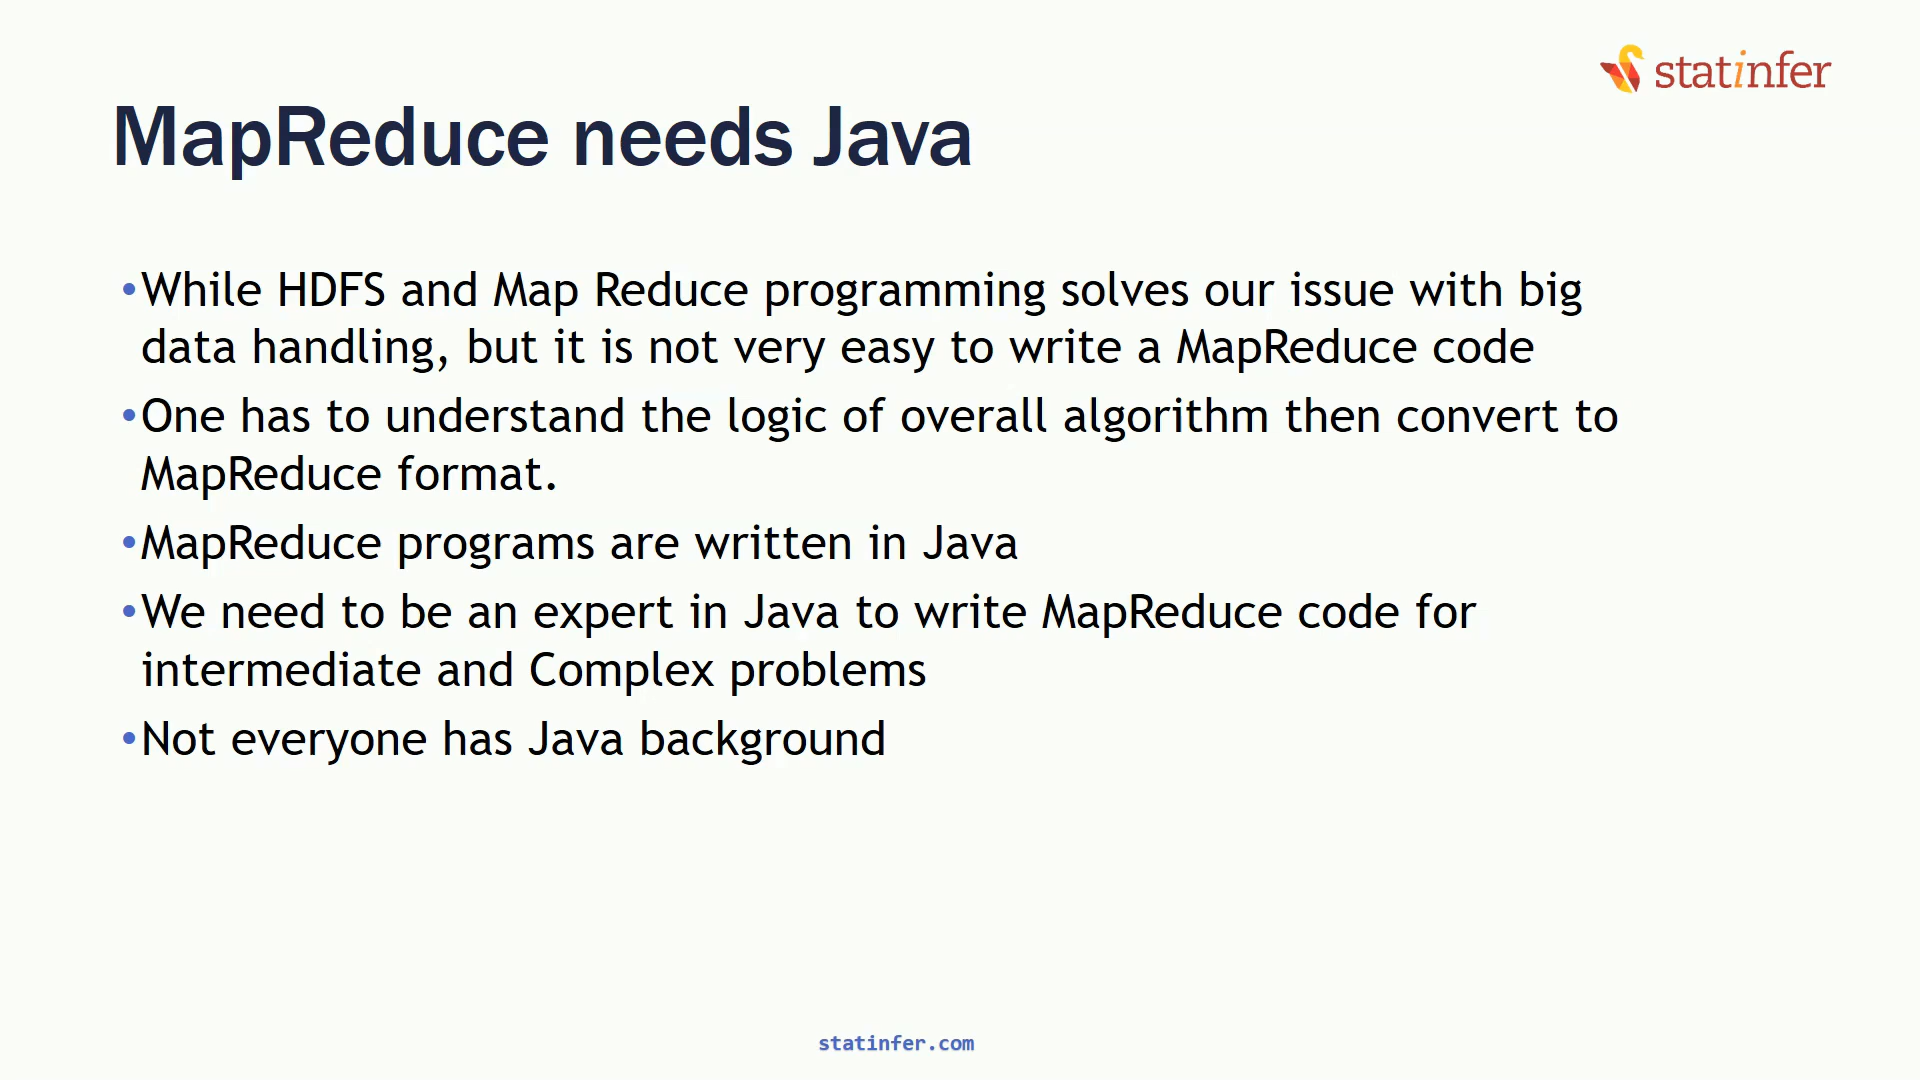 statinfer
MapReduce needs Java
•While HDFS and Map Reduce programming solves our issue with big
data handling, but it is not very easy to write a MapReduce code
•One has to understand the logic of overall algorithm then convert to
MapReduce format.
•MapReduce programs are written in Java
•We need to be an expert in Java to write MapReduce code for
intermediate and Complex problems
•Not everyone has Java background
statinfer.com